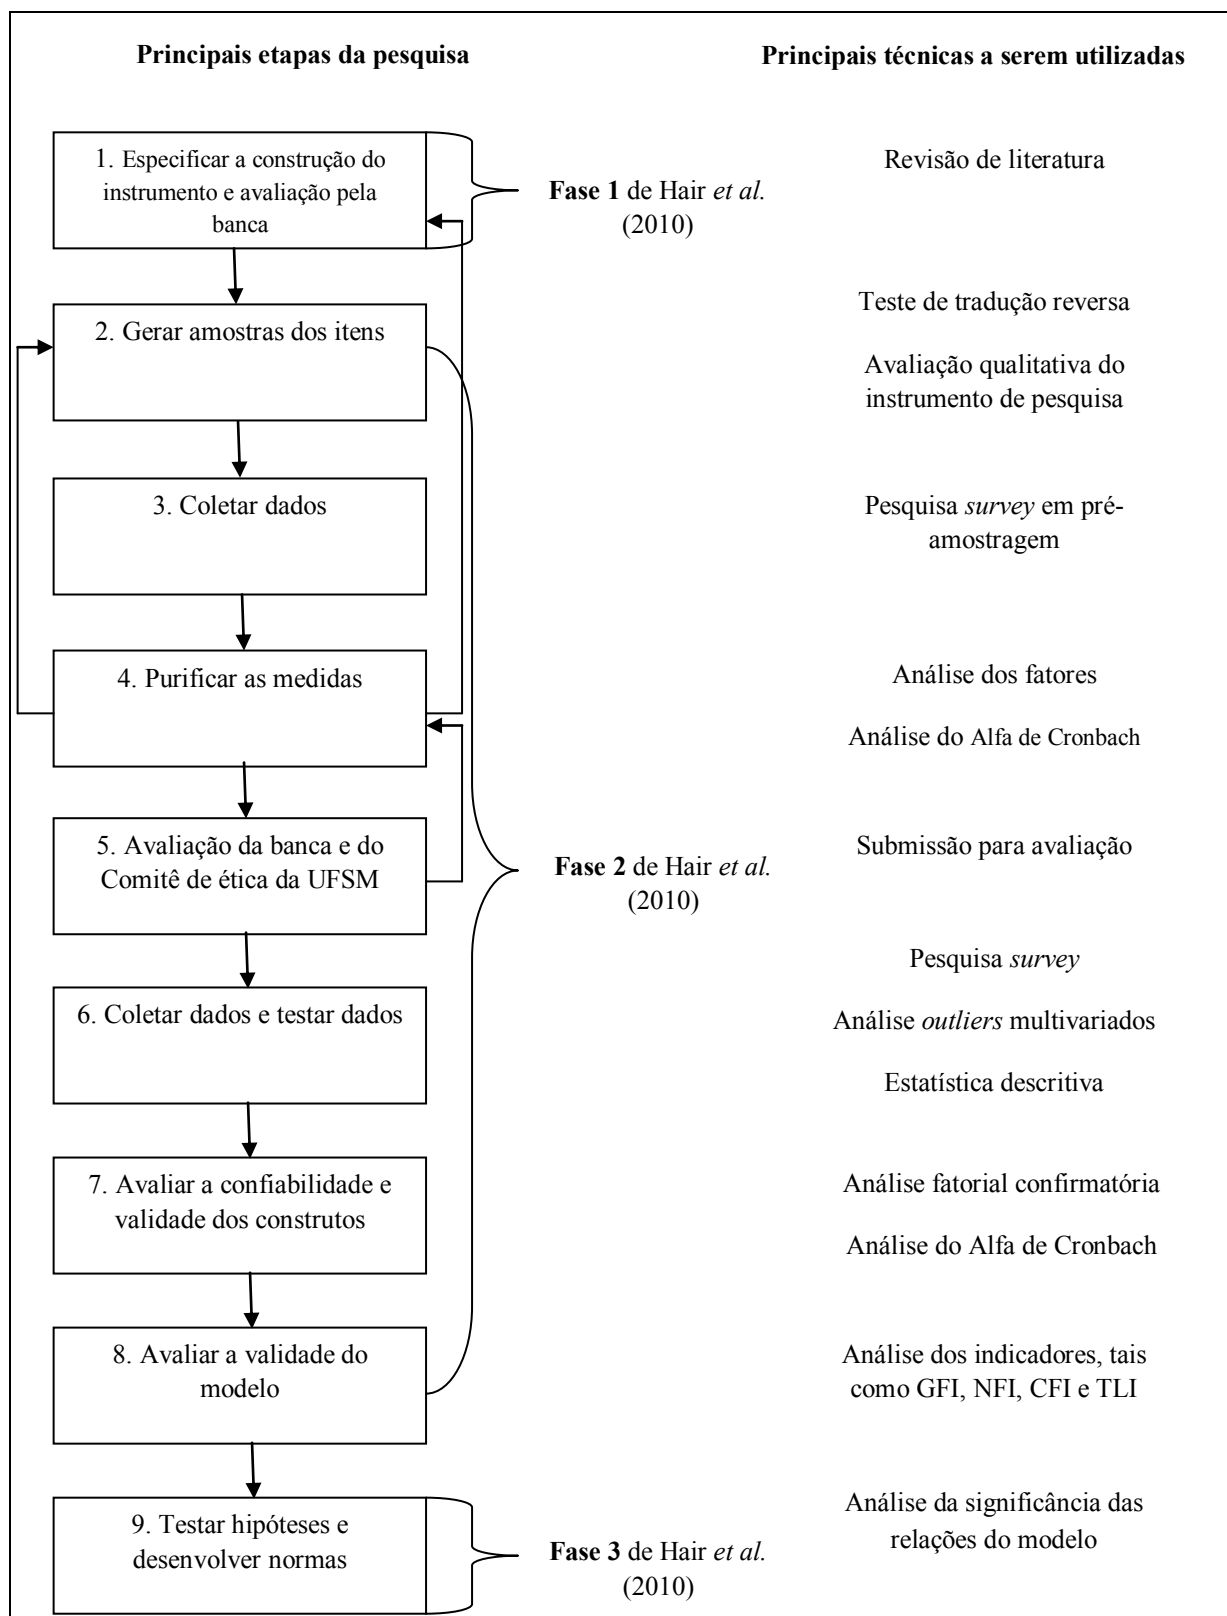 Principais etapas da pesquisa
Principais técnicas a serem utilizadas
1. Especificar a construção do
instrumento e avaliação pela
banca
Fase 1 de Hair et al.
(2010)
Revisão de literatura
2. Gerar amostras dos itens
Teste de tradução reversa
Avaliação qualitativa do
instrumento de pesquisa
3. Coletar dados
Pesquisa survey em pré-
amostragem
4. Purificar as medidas
Análise dos fatores
Análise do Alfa de Cronbach
5. Avaliação da banca e do
Comitê de ética da UFSM
Fase 2 de Hair et al.
(2010)
Submissão para avaliação
6. Coletar dados e testar dados
Pesquisa survey
Análise outliers multivariados
Estatística descritiva
7. Avaliar a confiabilidade e
validade dos construtos
Análise fatorial confirmatória
Análise do Alfa de Cronbach
8. Avaliar a validade do
modelo
Análise dos indicadores, tais
como GFI, NFI, CFI e TLI
9. Testar hipóteses e
desenvolver normas
Fase 3 de Hair et al.
(2010)
Análise da significância das
relações do modelo